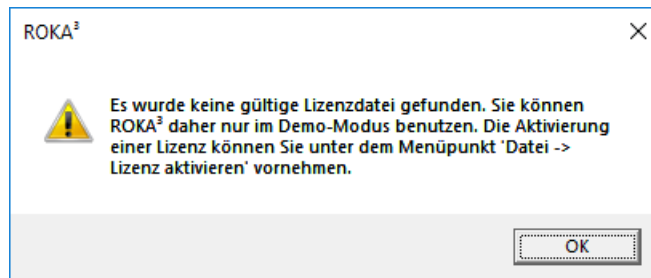 ROKA³
Es wurde keine gültige Lizenzdatei gefunden. Sie können
ROKA³ daher nur im Demo-Modus benutzen. Die Aktivierung
einer Lizenz können Sie unter dem Menüpunkt 'Datei ->
Lizenz aktivieren' vornehmen.
OK